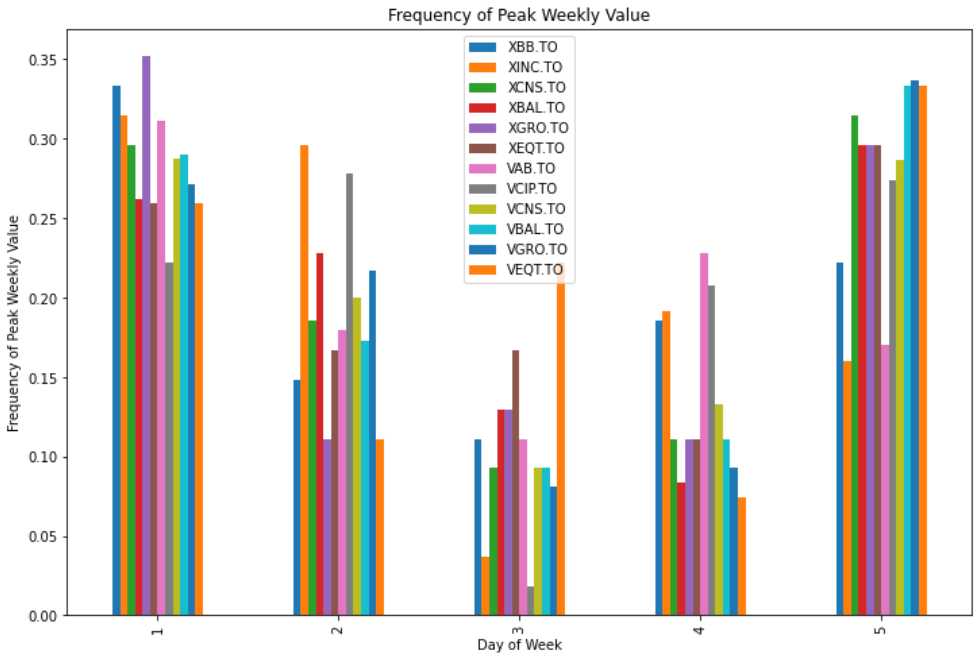 Frequency of Peak Weekly Value
XBB.TO
XINC.TO
XCNS.TO
XBAL.TO
XGRO.TO
XEQT.TO
VAB.TO
VCIP.TO
VCNS.TO
VBAL.TO
VGRO.TO
VEQT.TO
Frequency of Peak Weekly Value
0.35
0.30
0.25
0.20
0.15
0.10
0.05
0.00
1 2 3 4 5
Day of Week